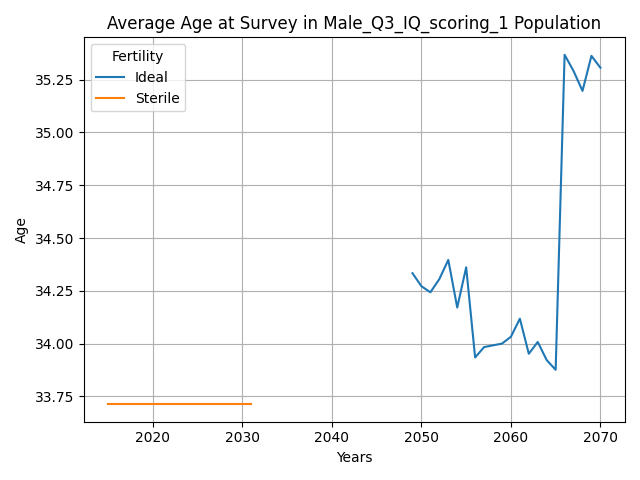 Average Age at Survey in Male_Q3_IQ_scoring_1 Population
Fertility
Ideal
Sterile
35.25
35.00
34.75
34.50
34.25
34.00
33.75
Age
2020 2030 2040 2050 2060 2070
Years